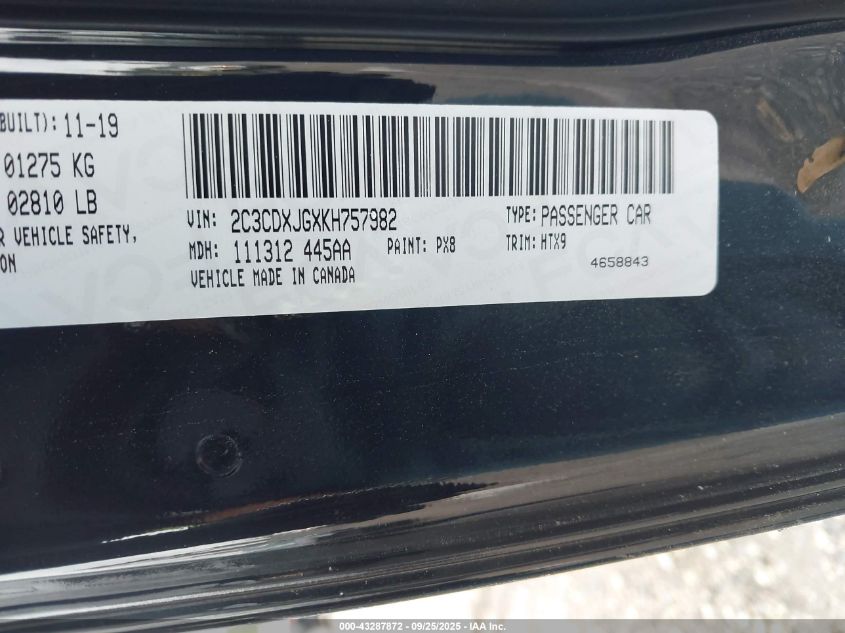 BUILT): 11-19
01275 KG
02810 LB
R VEHICLE SAFETY,
ON
VIN: 2C3CDXJGXKH757982 TYPE: PASSENGER CAR
MDH: 111312 445AA PAINT: PX8 TRIM: HTX9
VEHICLE MADE IN CANADA 4658843
000-43287872 - 09/25/2025 - IAA Inc.